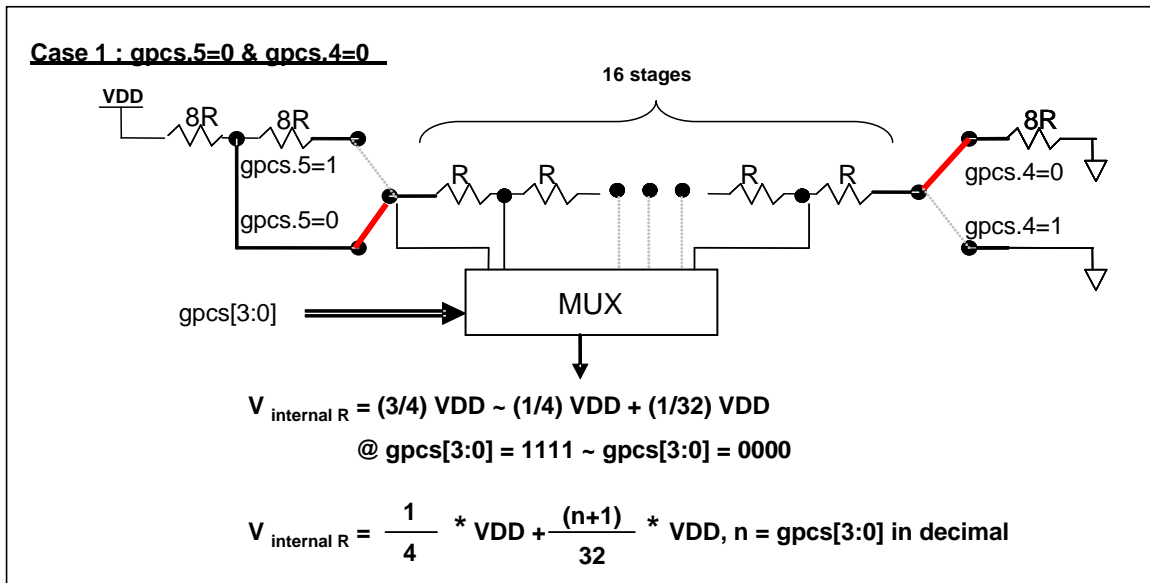 Case 1 : gpcs.5=0 & gpcs.4=0
16 stages
VDD
8R
8R
8R
gpcs.5=1
gpcs.4=0
R
R
R
R
gpcs.5=0
gpcs.4=1
MUX
gpcs[3:0]
V internal R = (3/4) VDD ~ (1/4) VDD + (1/32) VDD
@ gpcs[3:0] = 1111 ~ gpcs[3:0] = 0000
V internal R = 1/4 * VDD + (n+1)/32 * VDD, n = gpcs[3:0] in decimal